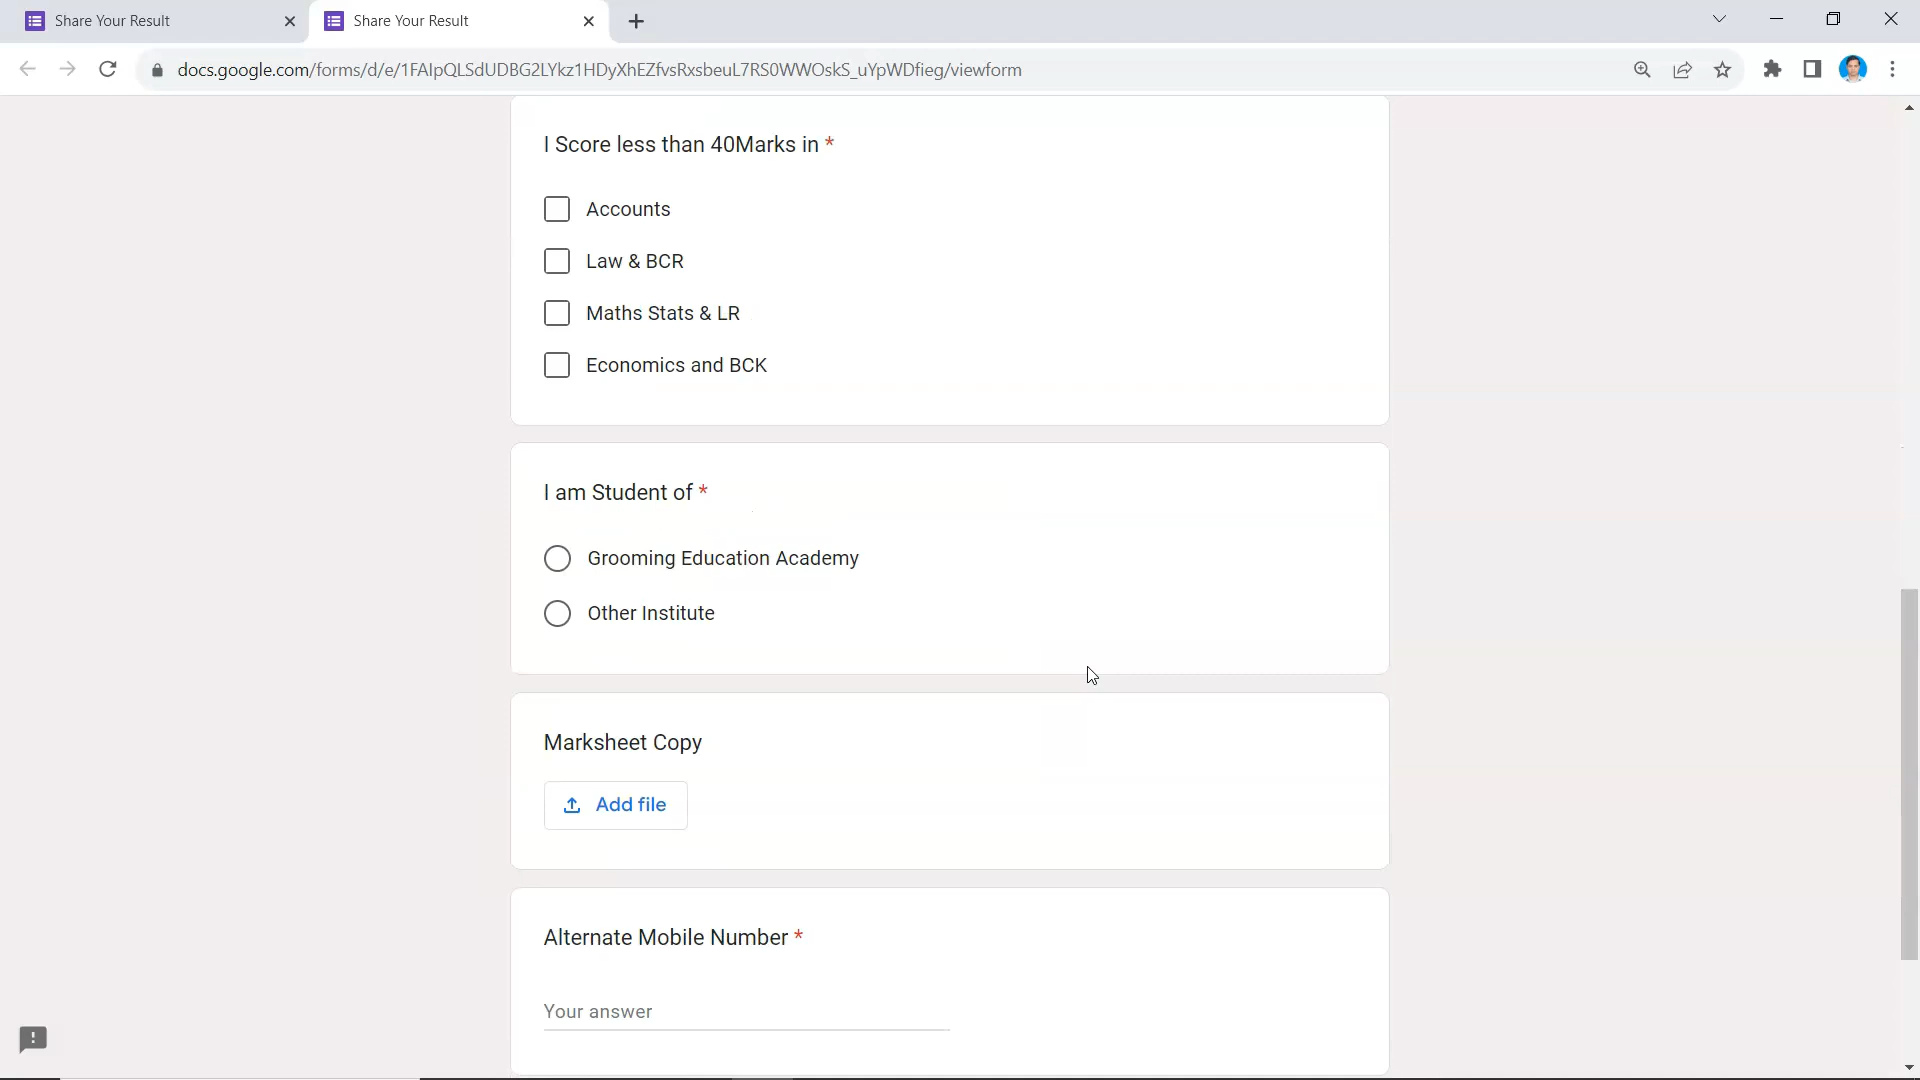 Share Your Result
Share Your Result
docs.google.com/forms/d/e/1FAIpQLSdUDBG2LYkz1HDyXhEZfvsRxsbeuL7RS0WWOskS_uYpWDfieg/viewform
I Score less than 40Marks in *
Accounts
Law & BCR
Maths Stats & LR
Economics and BCK
I am Student of *
Grooming Education Academy
Other Institute
Marksheet Copy
Add file
Alternate Mobile Number *
Your answer